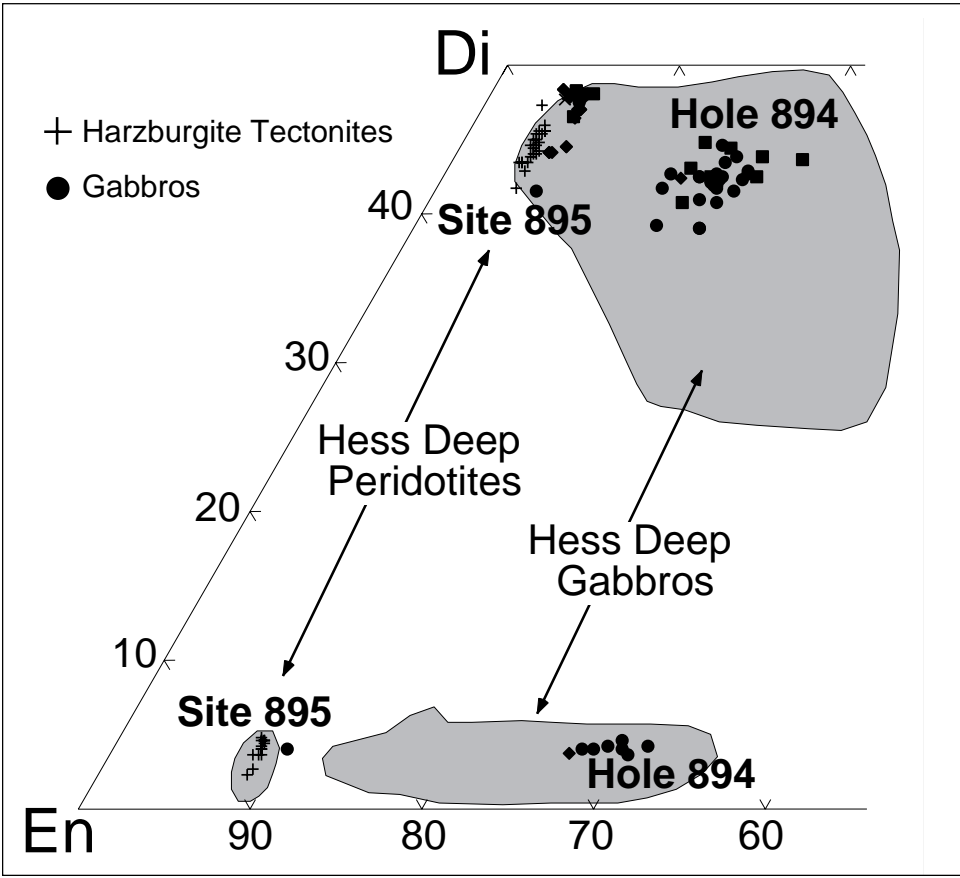 Di
Harzburgite Tectonites
Hole 894
Gabbros
40
Site 895
30
Hess Deep
Peridotites
20
Hess Deep
Gabbros
10
Site 895
Hole 894
En
90
80
70
60